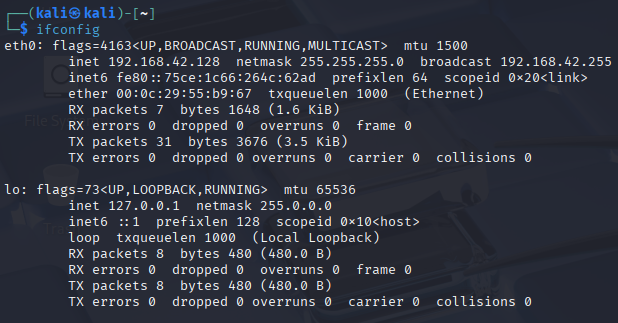 ┌──(kali㉿kali)-[~]
└─$ ifconfig
eth0: flags=4163<UP,BROADCAST,RUNNING,MULTICAST>  mtu 1500
        inet 192.168.42.128  netmask 255.255.255.0  broadcast 192.168.42.255
        inet6 fe80::75ce:1c66:264c:62ad  prefixlen 64  scopeid 0×20<link>
        ether 00:0c:29:55:b9:67  txqueuelen 1000  (Ethernet)
        RX packets 7  bytes 1648 (1.6 KiB)
        RX errors 0  dropped 0  overruns 0  frame 0
        TX packets 31  bytes 3676 (3.5 KiB)
        TX errors 0  dropped 0 overruns 0  carrier 0  collisions 0

lo: flags=73<UP,LOOPBACK,RUNNING>  mtu 65536
        inet 127.0.0.1  netmask 255.0.0.0
        inet6 ::1  prefixlen 128  scopeid 0×10<host>
        loop  txqueuelen 1000  (Local Loopback)
        RX packets 8  bytes 480 (480.0 B)
        RX errors 0  dropped 0  overruns 0  frame 0
        TX packets 8  bytes 480 (480.0 B)
        TX errors 0  dropped 0 overruns 0  carrier 0  collisions 0